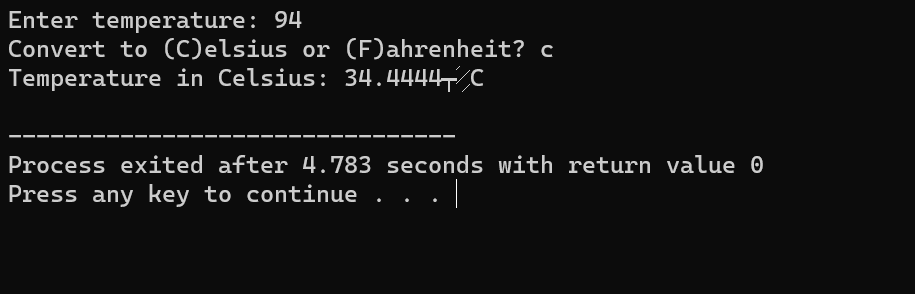 Enter temperature: 94
Convert to (C)elsius or (F)ahrenheit? c
Temperature in Celsius: 34.4444┬░C
--------------------------------
Process exited after 4.783 seconds with return value 0
Press any key to continue . . .